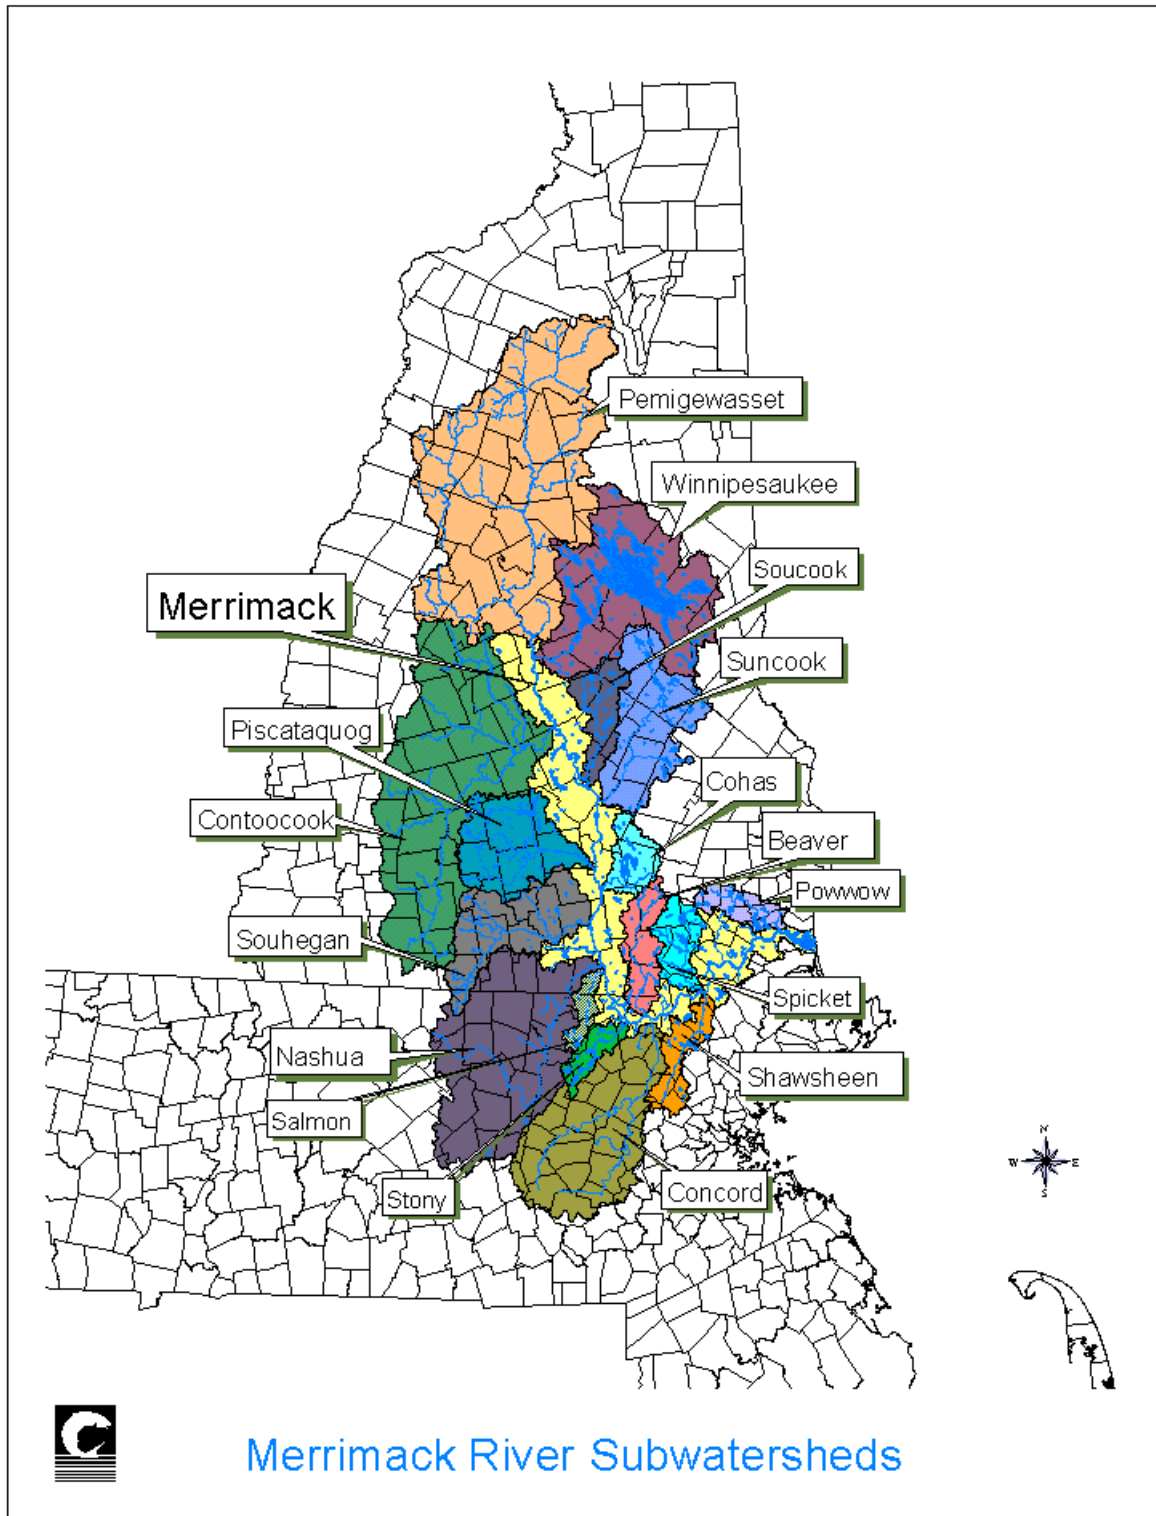 Pemigewasset
Winnipesaukee
Soucook
Merrimack
Suncook
Piscataquog
Cohas
Contoocook
Beaver
Powwow
Souhegan
Spicket
Nashua
Shawsheen
Salmon
Stony
Concord
N
W E
S
C
Merrimack River Subwatersheds